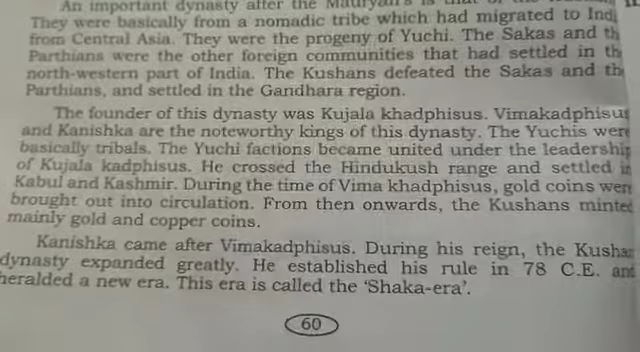 An important dynasty after the Mauryan's is that of the
They were basically from a nomadic tribe which had migrated to Indi
from Central Asia. They were the progeny of Yuchi. The Sakas and th
Parthians were the other foreign communities that had settled in th
north-western part of India. The Kushans defeated the Sakas and the
Parthians, and settled in the Gandhara region.
The founder of this dynasty was Kujala khadphisus. Vimakadphisus
and Kanishka are the noteworthy kings of this dynasty. The Yuchis were
basically tribals. The Yuchi factions became united under the leadership
of Kujala kadphisus. He crossed the Hindukush range and settled in
Kabul and Kashmir. During the time of Vima khadphisus, gold coins were
brought out into circulation. From then onwards, the Kushans minted
mainly gold and copper coins.
Kanishka came after Vimakadphisus. During his reign, the Kushan
dynasty expanded greatly. He established his rule in 78 C.E. and
heralded a new era. This era is called the 'Shaka-era'.
60